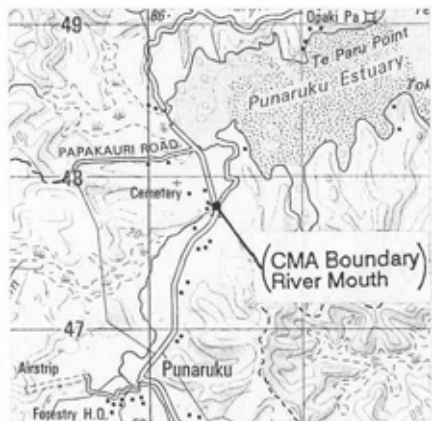 49
86
Opaki Pa
Te Paru Point
Punaruku Estuary
PAPAKAURI ROAD
48
Cemetery
20
(CMA Boundary
River Mouth)
47
Airstrip
Punaruku
Forestry H.Q.